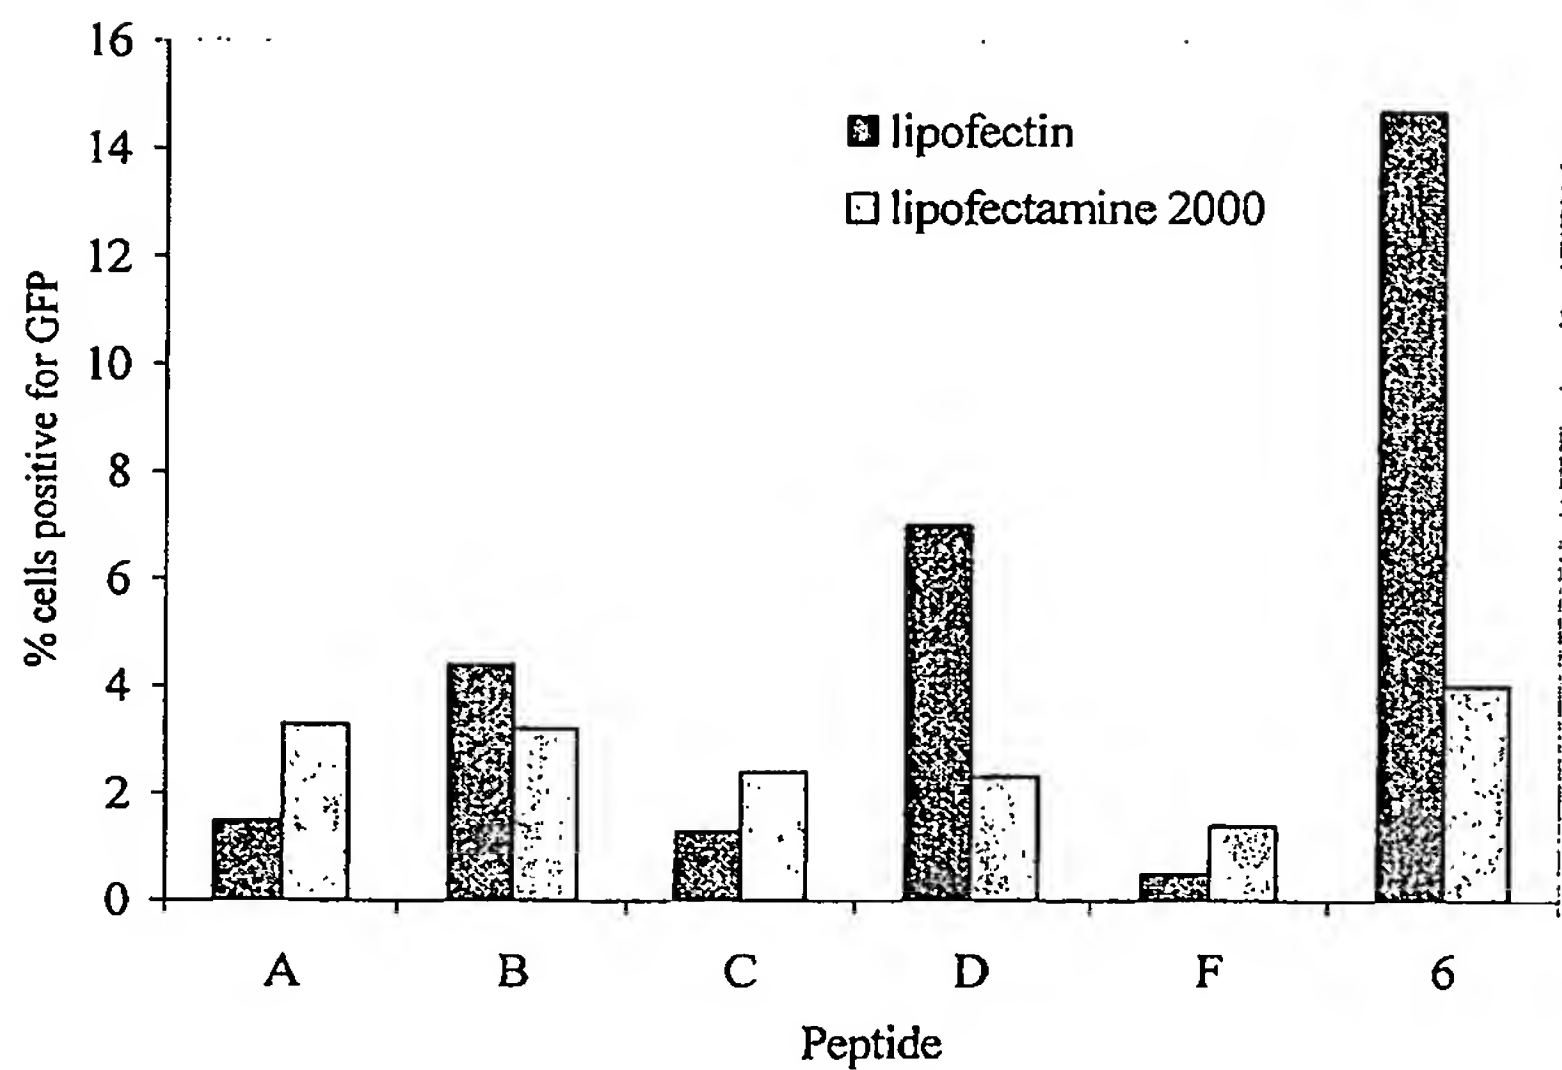 16
14
12
10
8
6
4
2
0
% cells positive for GFP
lipofectin
lipofectamine 2000
A B C D F 6
Peptide